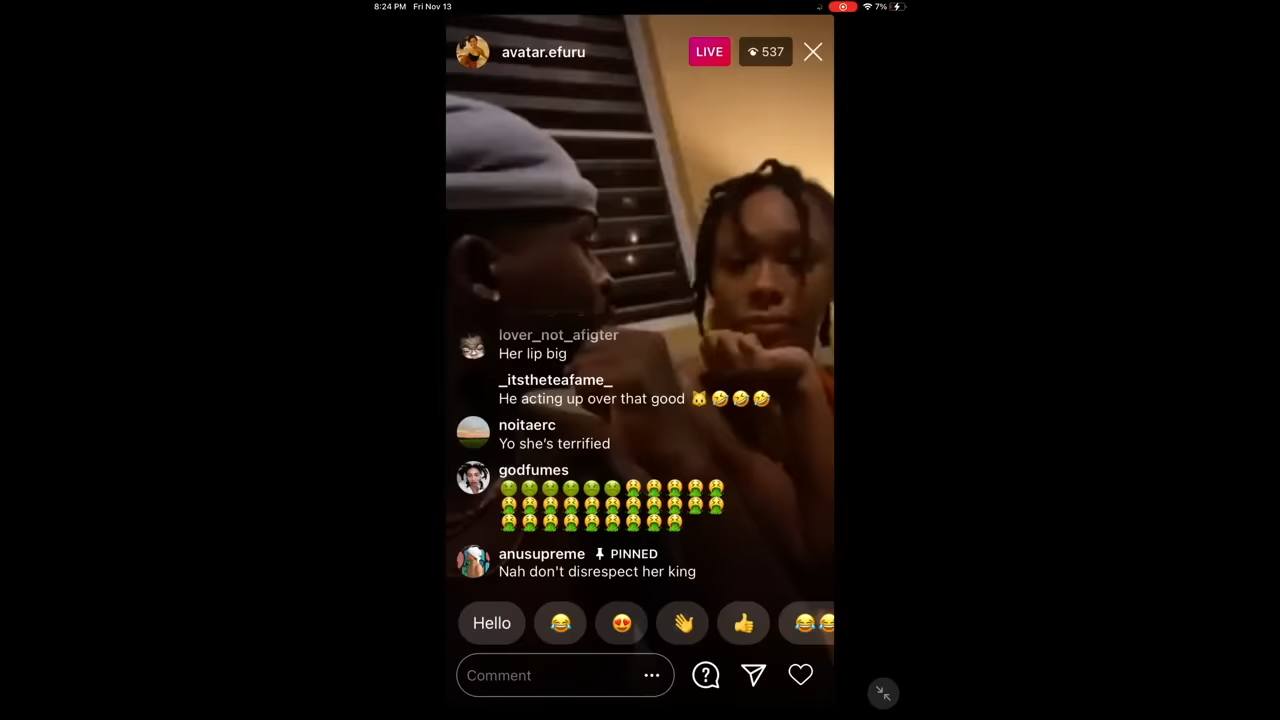 8:24 PM Fri Nov 13
7%
avatar.efuru
LIVE
537
lover_not_afigter
Her lip big
_itstheteafame_
He acting up over that good 🐱🤣🤣🤣
noitaerc
Yo she's terrified
godfumes
🤢🤢🤢🤢🤢🤢🤮🤮🤮🤮🤮
🤮🤮🤮🤮🤮🤮🤮🤮🤮🤮🤮
🤮🤮🤮🤮🤮🤮🤮🤮🤮
anusupreme PINNED
Nah don't disrespect her king
Hello 😂 😍 👋 👍 😂😂
Comment